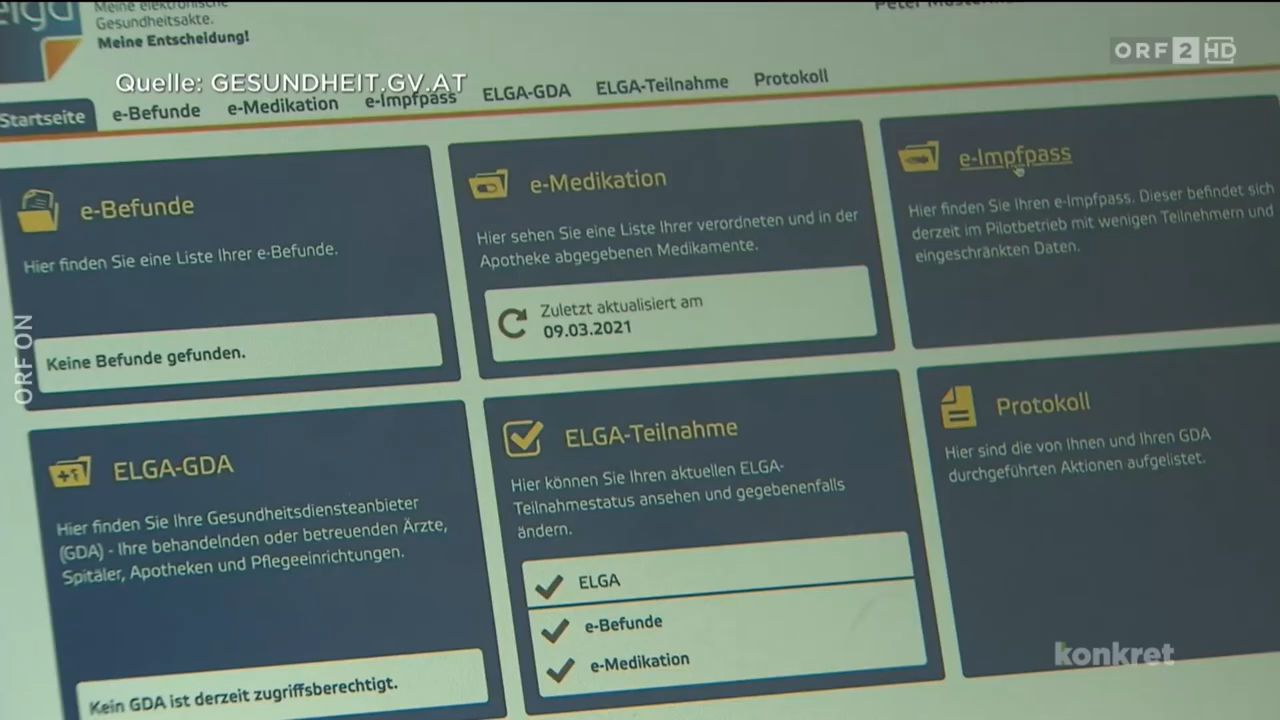 elga
Meine elektronische
Gesundheitsakte.
Meine Entscheidung!
ORF 2 HD
Quelle: GESUNDHEIT.GV.AT
Startseite
e-Befunde
e-Medikation
e-Impfpass
ELGA-GDA
ELGA-Teilnahme
Protokoll
e-Befunde
Hier finden Sie eine Liste Ihrer e-Befunde.
Keine Befunde gefunden.
e-Medikation
Hier sehen Sie eine Liste Ihrer verordneten und in der
Apotheke abgegebenen Medikamente.
Zuletzt aktualisiert am
09.03.2021
e-Impfpass
Hier finden Sie Ihren e-Impfpass. Dieser befindet sich
derzeit im Pilotbetrieb mit wenigen Teilnehmern und
eingeschränkten Daten.
ORF ON
ELGA-GDA
Hier finden Sie Ihre Gesundheitsdiensteanbieter
(GDA) - Ihre behandelnden oder betreuenden Ärzte,
Spitäler, Apotheken und Pflegeeinrichtungen.
Kein GDA ist derzeit zugriffsberechtigt.
ELGA-Teilnahme
Hier können Sie Ihren aktuellen ELGA-
Teilnahmestatus ansehen und gegebenenfalls
ändern.
ELGA
e-Befunde
e-Medikation
Protokoll
Hier sind die von Ihnen und Ihren GDA
durchgeführten Aktionen aufgelistet.
konkret